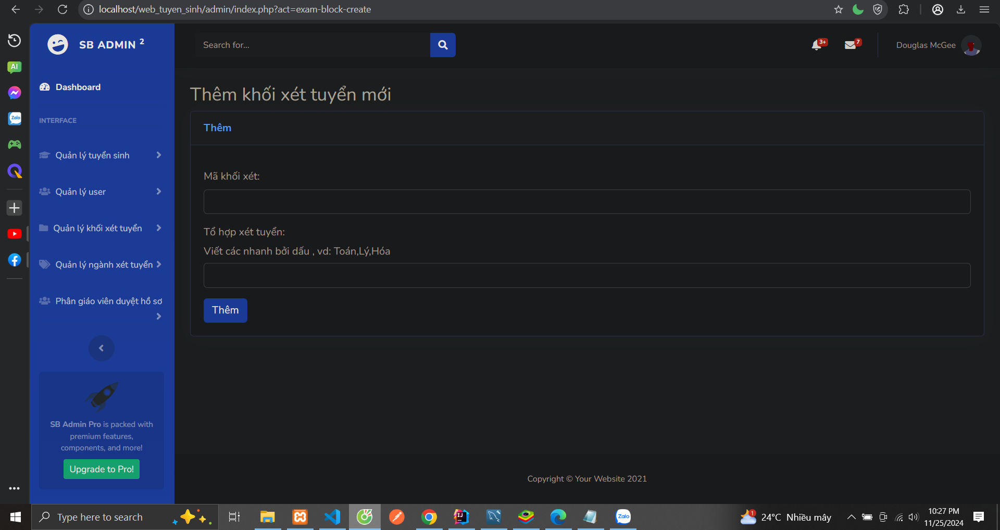 localhost/web_tuyen_sinh/admin/index.php?act=exam-block-create
AI
Zalo
SB ADMIN 2
Dashboard
INTERFACE
Quản lý tuyển sinh
Quản lý user
Quản lý khối xét tuyển
Quản lý ngành xét tuyển
Phân giáo viên duyệt hồ sơ
SB Admin Pro is packed with
premium features,
components, and more!
Upgrade to Pro!
Search for...
3+
7
Douglas McGee
Thêm khối xét tuyển mới
Thêm
Mã khối xét:
Tổ hợp xét tuyển:
Viết các nhanh bởi dấu , vd: Toán,Lý,Hóa
Thêm
Copyright © Your Website 2021
Type here to search
IJ
Zalo
1
24°C Nhiều mây
10:27 PM
11/25/2024